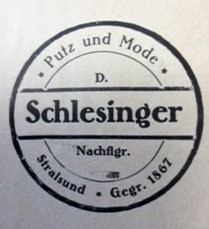 * Putz und Mode *
D.
Schlesinger
Nachflgr.
Stralsund * Gegr. 1867